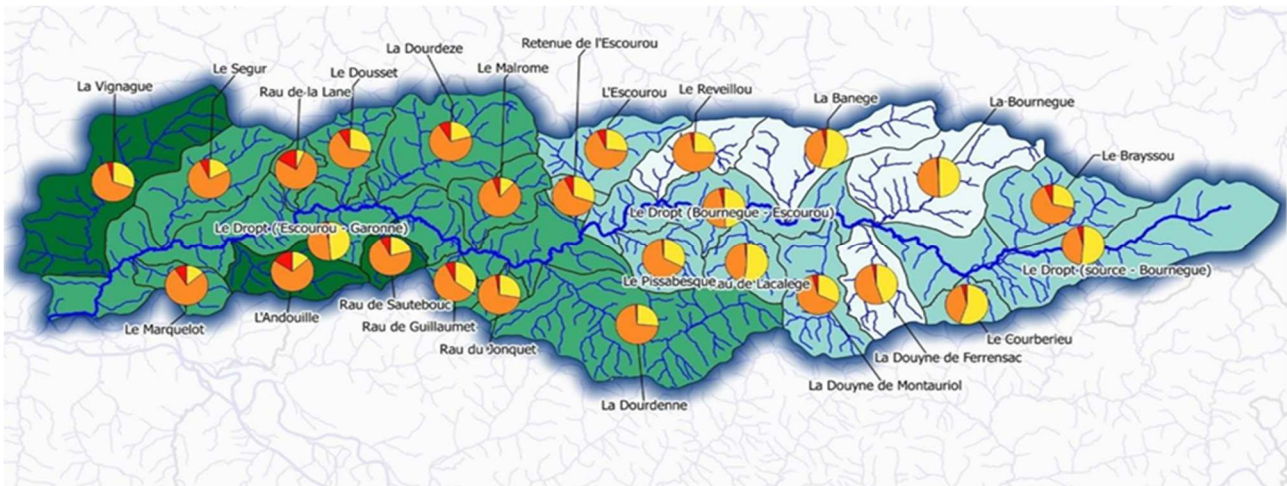 Retenue de l'Escourou
La Dourdeze
Le Segur
Le Dousset
Le Malrome
La Vignague
Rau de la Lane
L'Escourou
Le Reveillou
La Banege
La Bournegue
Le Brayssou
Le Dropt (Bournegue - Escourou)
Le Dropt ('Escourou - Garonne)
Le Dropt (source - Bournegue)
Le Pissabesque
au de Lacalege
Rau de Sautebouc
L'Andouille
Le Marquelot
Rau de Guillaumet
Rau du Jonquet
Le Courberieu
La Douyne de Ferrensac
La Douyne de Montauriol
La Dourdenne